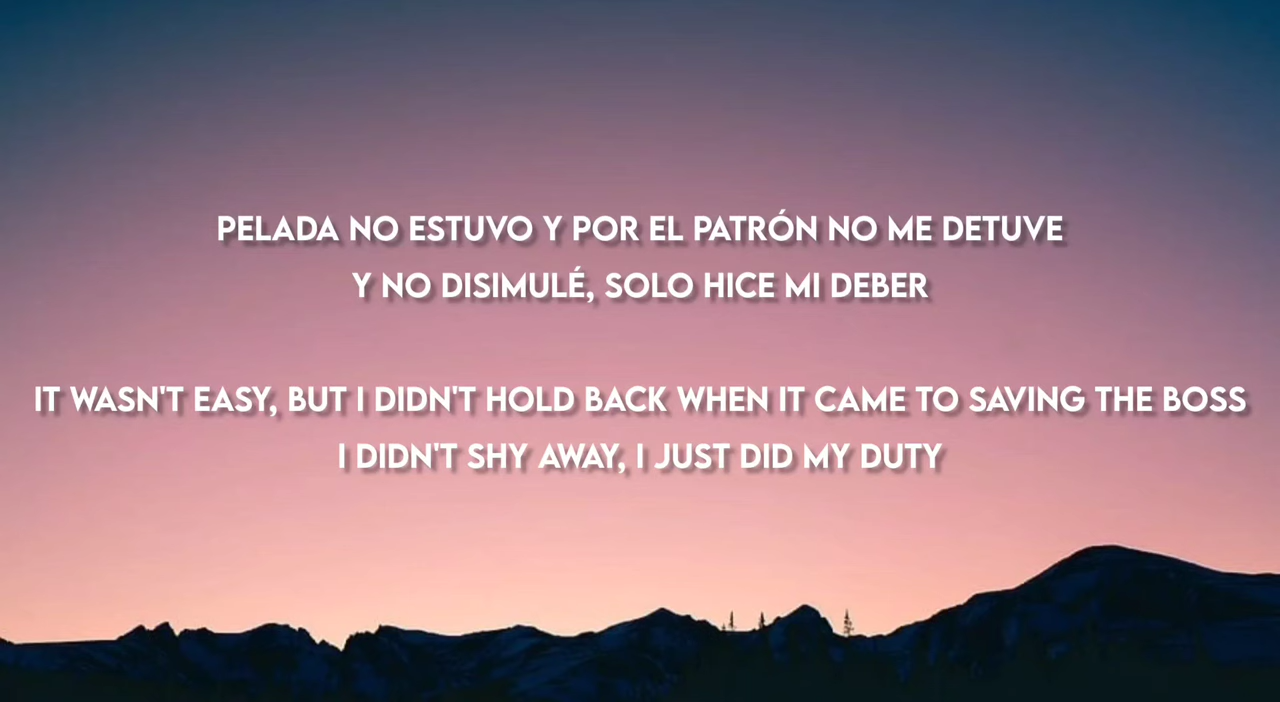 PELADA NO ESTUVO Y POR EL PATRÓN NO ME DETUVE
Y NO DISIMULÉ, SOLO HICE MI DEBER
IT WASN'T EASY, BUT I DIDN'T HOLD BACK WHEN IT CAME TO SAVING THE BOSS
I DIDN'T SHY AWAY, I JUST DID MY DUTY